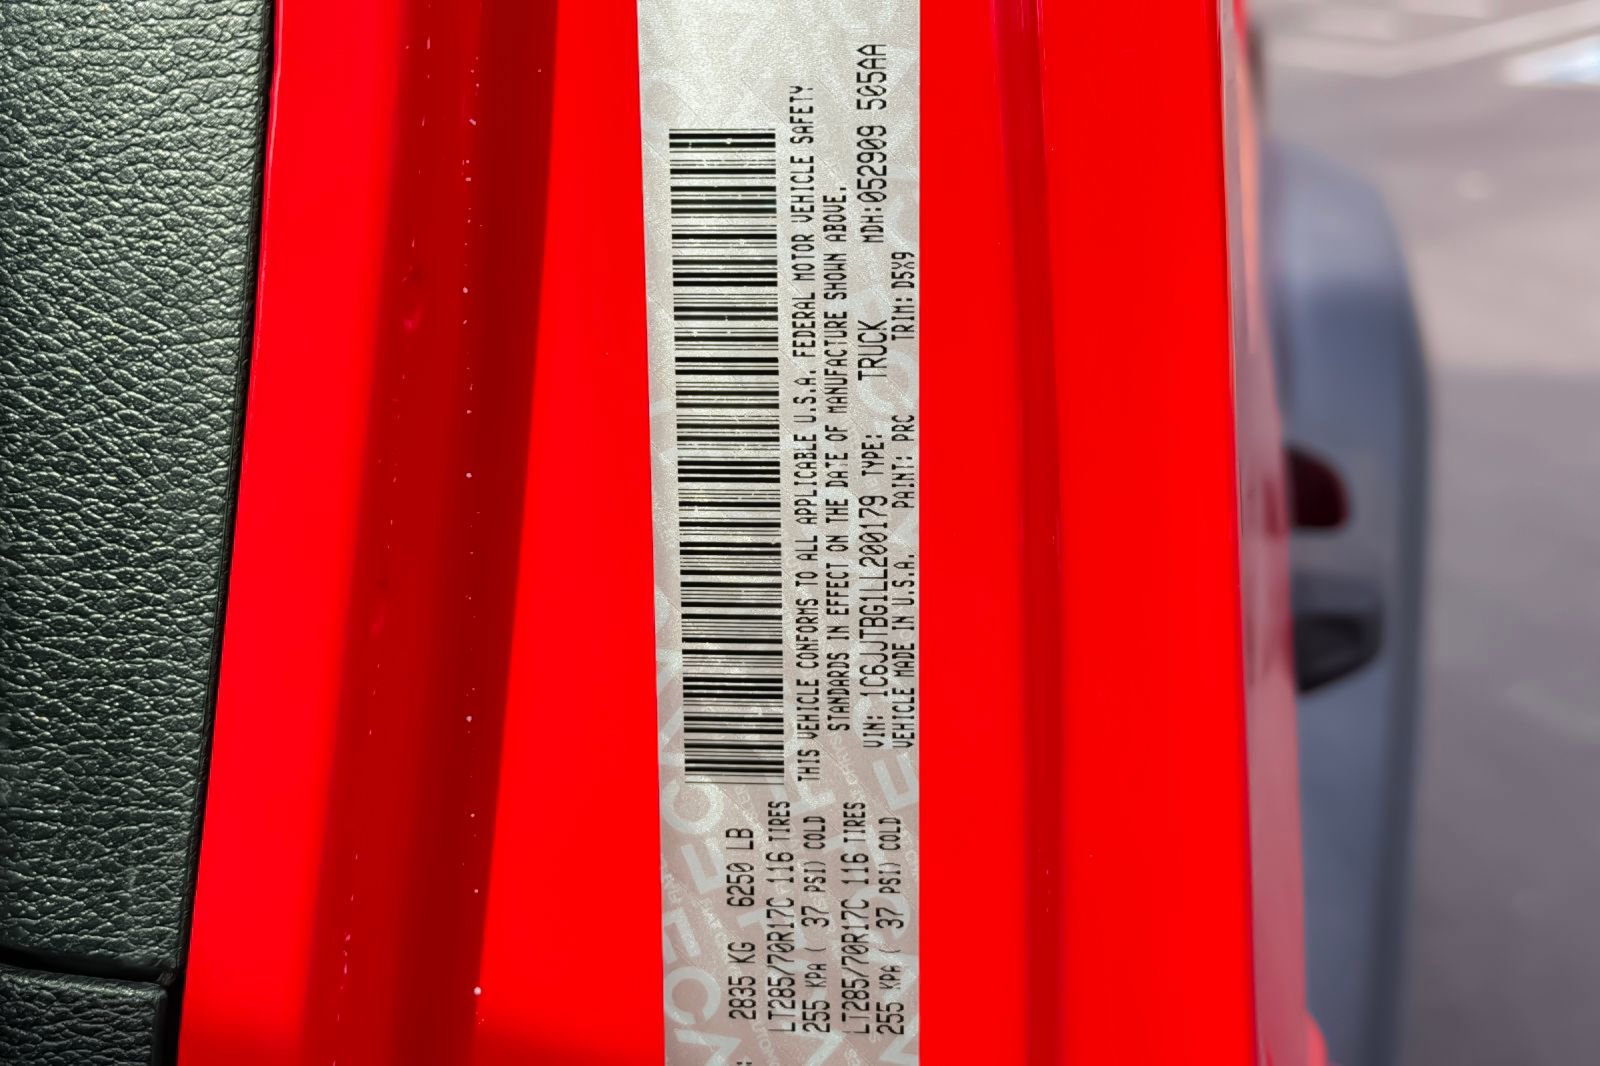 2835 KG 6250 LB
LT285/70R17C 116 TIRES
255 KPA ( 37 PSI) COLD
LT285/70R17C 116 TIRES
255 KPA ( 37 PSI) COLD
THIS VEHICLE CONFORMS TO ALL APPLICABLE U.S.A. FEDERAL MOTOR VEHICLE SAFETY
STANDARDS IN EFFECT ON THE DATE OF MANUFACTURE SHOWN ABOVE.
VIN: 1C6JJTBG1LL200179 TYPE: TRUCK MDH:052909 505AA
VEHICLE MADE IN U.S.A. PAINT: PRC TRIM: D5X9